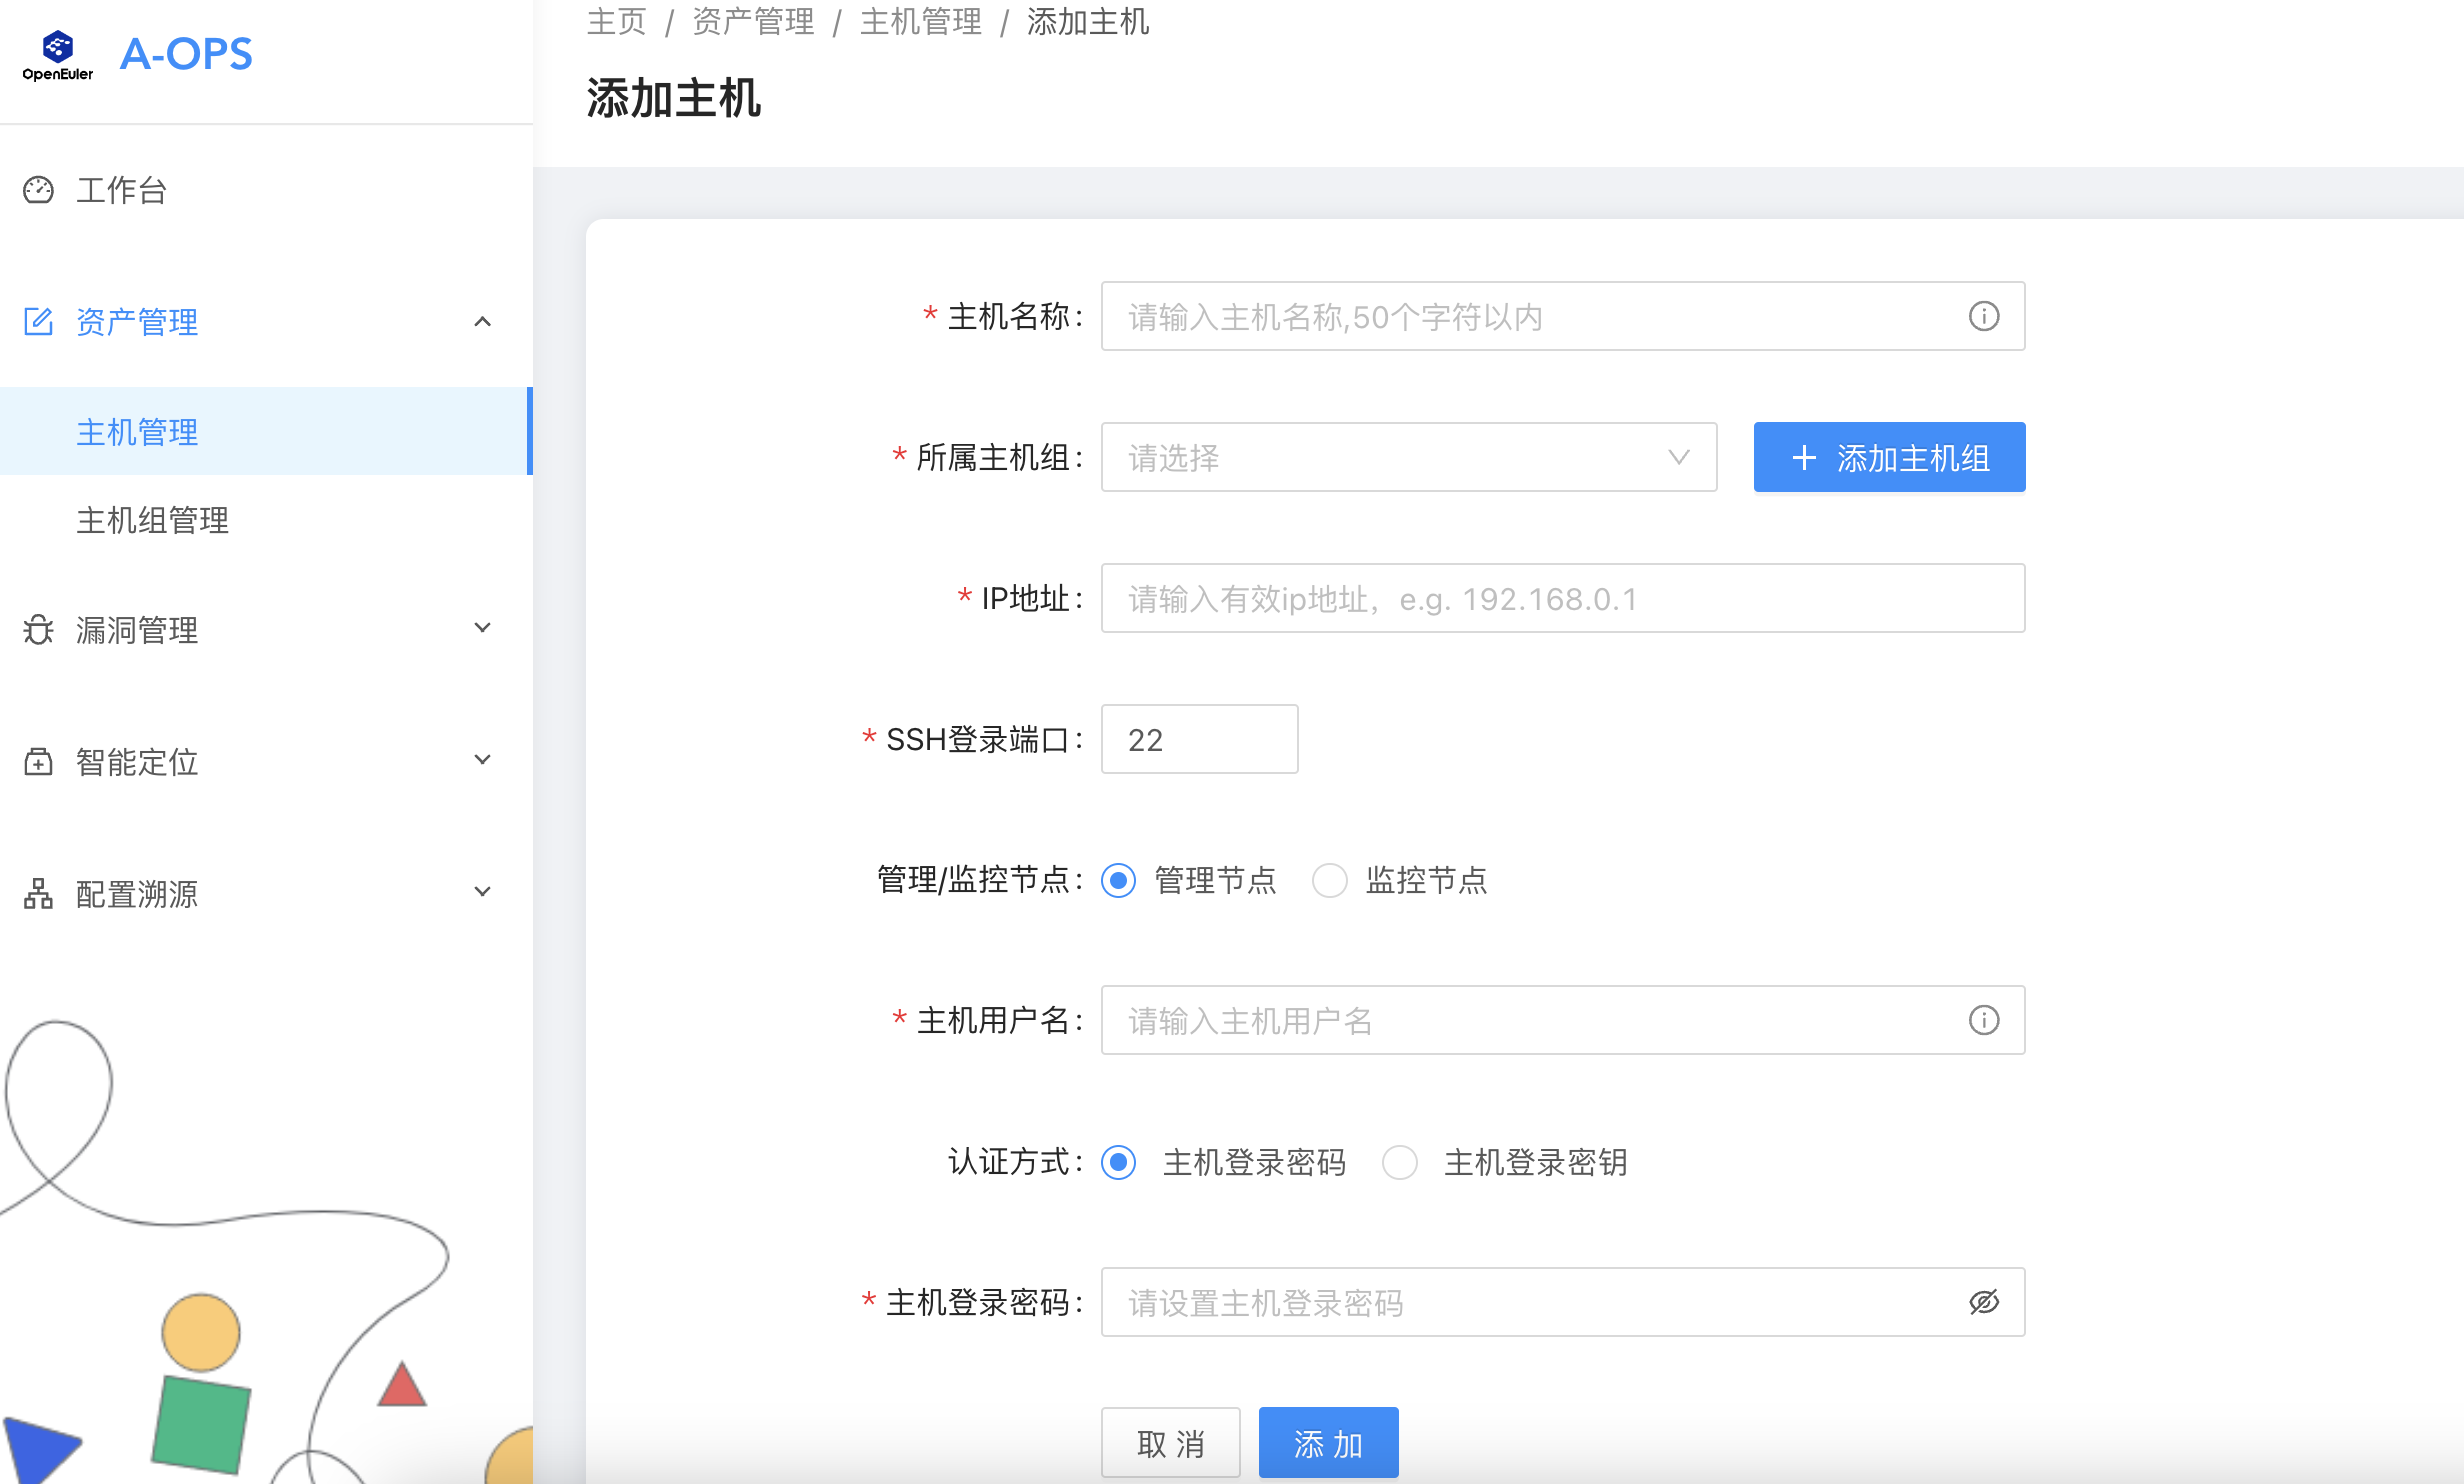 OpenEuler
A-OPS
工作台
资产管理
主机管理
主机组管理
漏洞管理
智能定位
配置溯源
主页 / 资产管理 / 主机管理 / 添加主机
添加主机
* 主机名称: 请输入主机名称,50个字符以内
* 所属主机组: 请选择 + 添加主机组
* IP地址: 请输入有效ip地址，e.g. 192.168.0.1
* SSH登录端口: 22
管理/监控节点: 管理节点 监控节点
* 主机用户名: 请输入主机用户名
认证方式: 主机登录密码 主机登录密钥
* 主机登录密码: 请设置主机登录密码
取 消 添 加